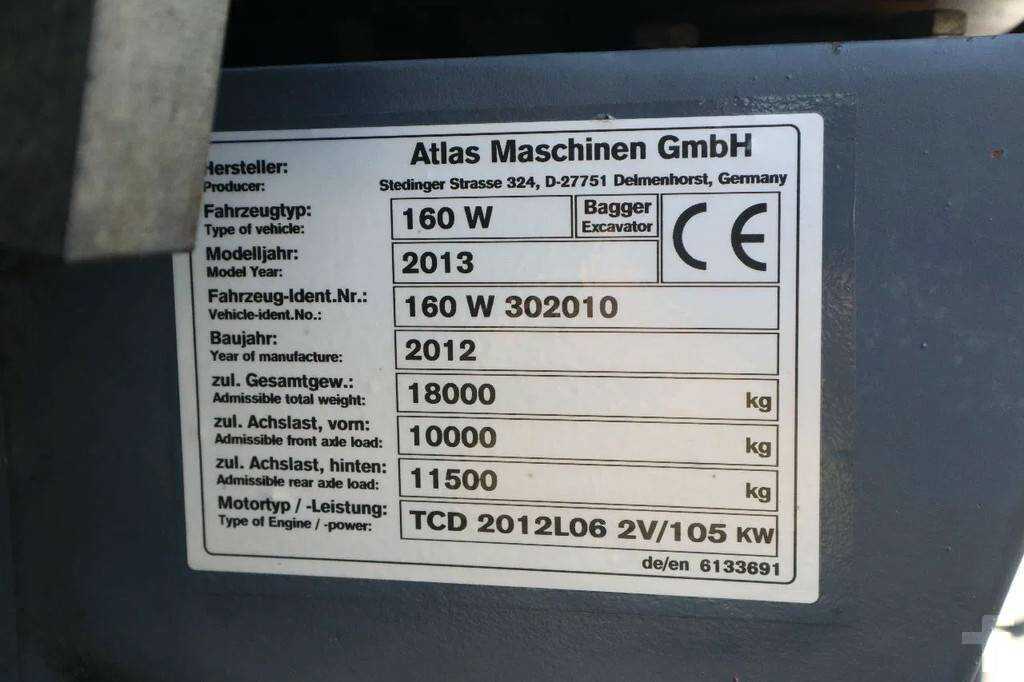 Hersteller: Atlas Maschinen GmbH
Producer: Stedinger Strasse 324, D-27751 Delmenhorst, Germany
Fahrzeugtyp: 160 W Bagger CE
Type of vehicle: Excavator
Modelljahr: 2013
Model Year:
Fahrzeug-Ident.Nr.: 160 W 302010
Vehicle-ident.No.:
Baujahr: 2012
Year of manufacture:
zul. Gesamtgew.: 18000 kg
Admissible total weight:
zul. Achslast, vorn: 10000 kg
Admissible front axle load:
zul. Achslast, hinten: 11500 kg
Admissible rear axle load:
Motortyp / -Leistung: TCD 2012L06 2V/105 KW
Type of Engine / -power:
de/en 6133691